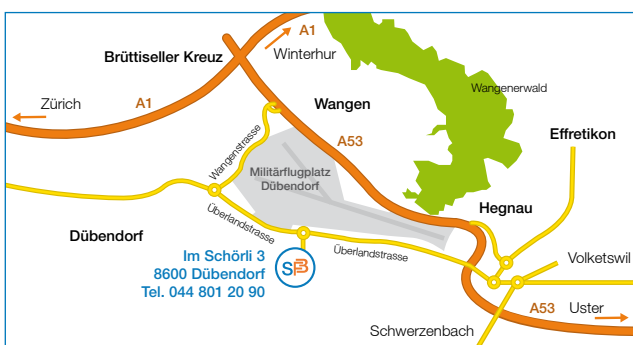 A1
Winterhur
Brüttiseller Kreuz
Zürich
A1
Wangen
Wangenerwald
A53
Effretikon
Wangenstrasse
Militärflugplatz
Dübendorf
Hegnau
Überlandstrasse
Dübendorf
Überlandstrasse
Im Schörli 3
8600 Dübendorf
Tel. 044 801 20 90
SB
Volketswil
A53
Uster
Schwerzenbach